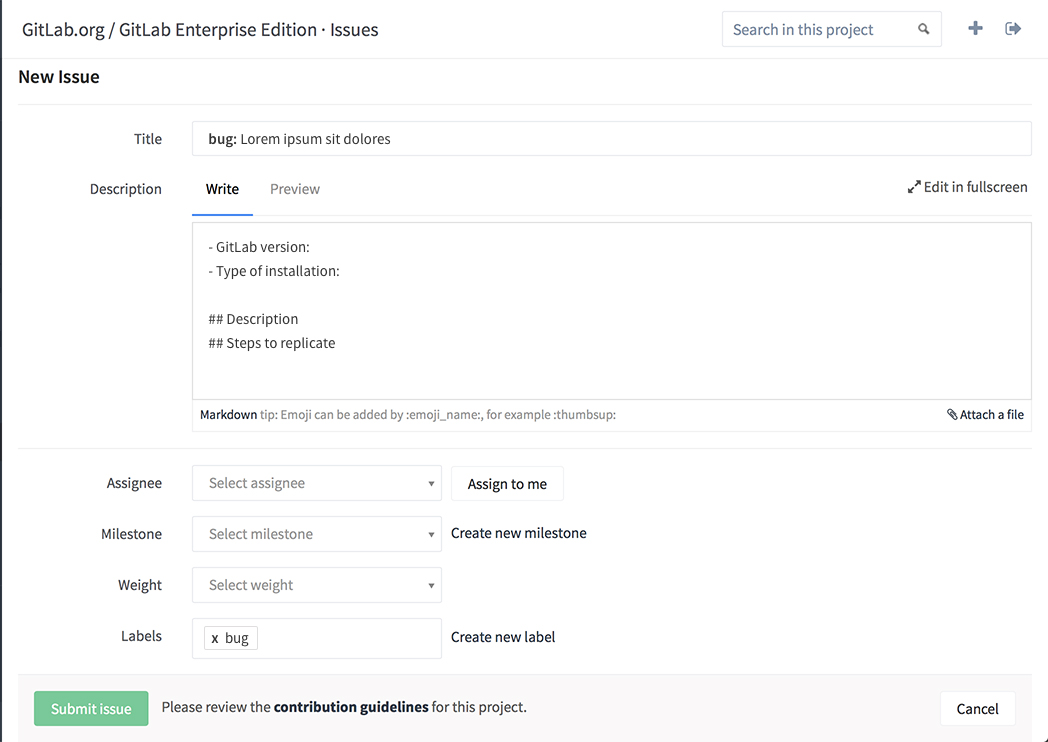 GitLab.org / GitLab Enterprise Edition · Issues
Search in this project
New Issue
Title
bug: Lorem ipsum sit dolores
Description
Write
Preview
Edit in fullscreen
- GitLab version:
- Type of installation:
## Description
## Steps to replicate
Markdown tip: Emoji can be added by :emoji_name:, for example :thumbsup:
Attach a file
Assignee
Select assignee
Assign to me
Milestone
Select milestone
Create new milestone
Weight
Select weight
Labels
x bug
Create new label
Submit issue
Please review the contribution guidelines for this project.
Cancel